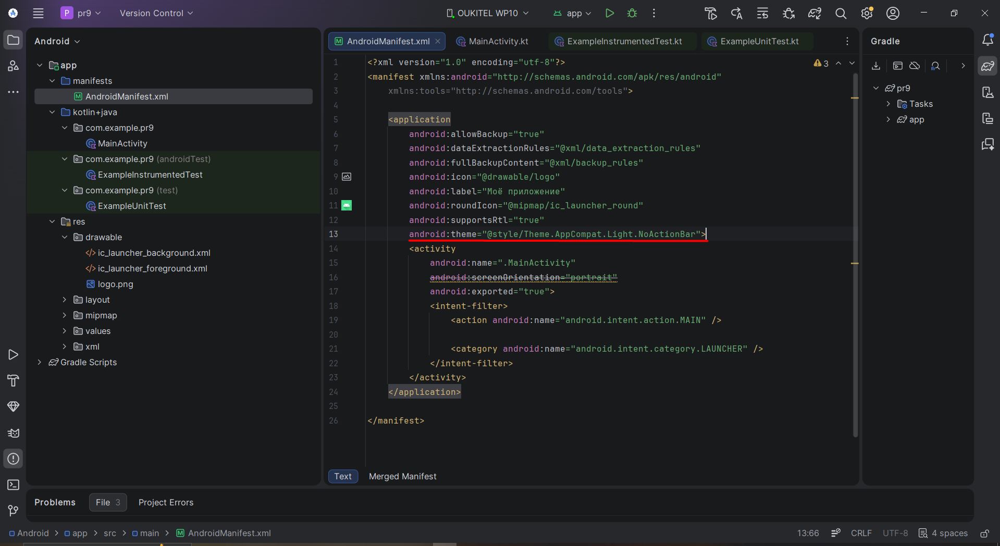 P pr9 Version Control OUKITEL WP10 app
Android
app
manifests
AndroidManifest.xml
kotlin+java
com.example.pr9
MainActivity
com.example.pr9 (androidTest)
ExampleInstrumentedTest
com.example.pr9 (test)
ExampleUnitTest
res
drawable
ic_launcher_background.xml
ic_launcher_foreground.xml
logo.png
layout
mipmap
values
xml
Gradle Scripts
AndroidManifest.xml MainActivity.kt ExampleInstrumentedTest.kt ExampleUnitTest.kt
3
1 <?xml version="1.0" encoding="utf-8"?>
2 <manifest xmlns:android="http://schemas.android.com/apk/res/android"
3 xmlns:tools="http://schemas.android.com/tools">
4
5 <application
6 android:allowBackup="true"
7 android:dataExtractionRules="@xml/data_extraction_rules"
8 android:fullBackupContent="@xml/backup_rules"
9 android:icon="@drawable/logo"
10 android:label="Моё приложение"
11 android:roundIcon="@mipmap/ic_launcher_round"
12 android:supportsRtl="true"
13 android:theme="@style/Theme.AppCompat.Light.NoActionBar">
14 <activity
15 android:name=".MainActivity"
16 android:screenOrientation="portrait"
17 android:exported="true">
18 <intent-filter>
19 <action android:name="android.intent.action.MAIN" />
20
21 <category android:name="android.intent.category.LAUNCHER" />
22 </intent-filter>
23 </activity>
24 </application>
25
26 </manifest>
Text Merged Manifest
Gradle
pr9
Tasks
app
Problems File 3 Project Errors
Android > app > src > main > AndroidManifest.xml 13:66 CRLF UTF-8 4 spaces